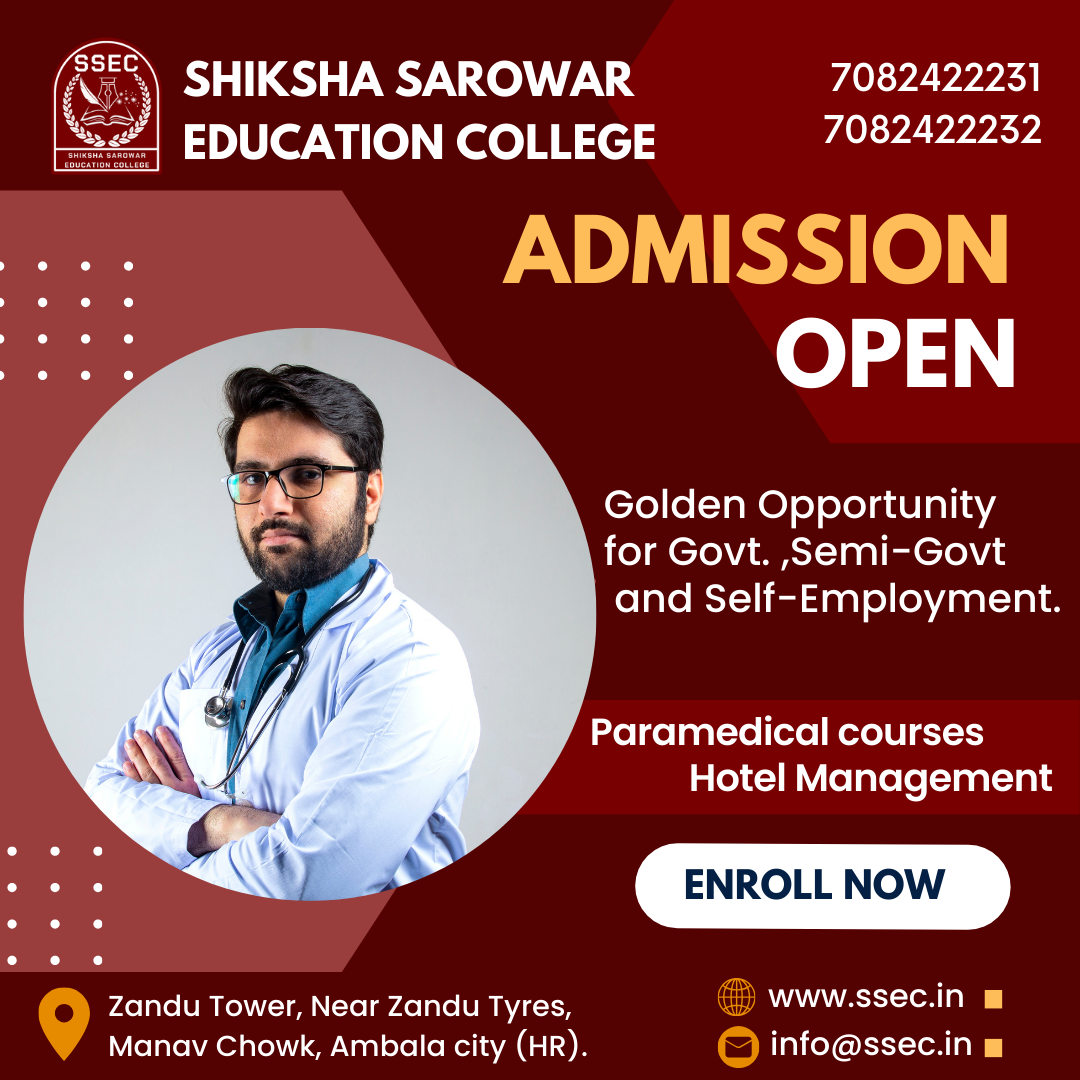 SSEC
SHIKSHA SAROWAR
EDUCATION COLLEGE
SHIKSHA SAROWAR
EDUCATION COLLEGE
7082422231
7082422232
ADMISSION
OPEN
Golden Opportunity
for Govt. ,Semi-Govt
and Self-Employment.
Paramedical courses
Hotel Management
ENROLL NOW
Zandu Tower, Near Zandu Tyres,
Manav Chowk, Ambala city (HR).
www.ssec.in
info@ssec.in